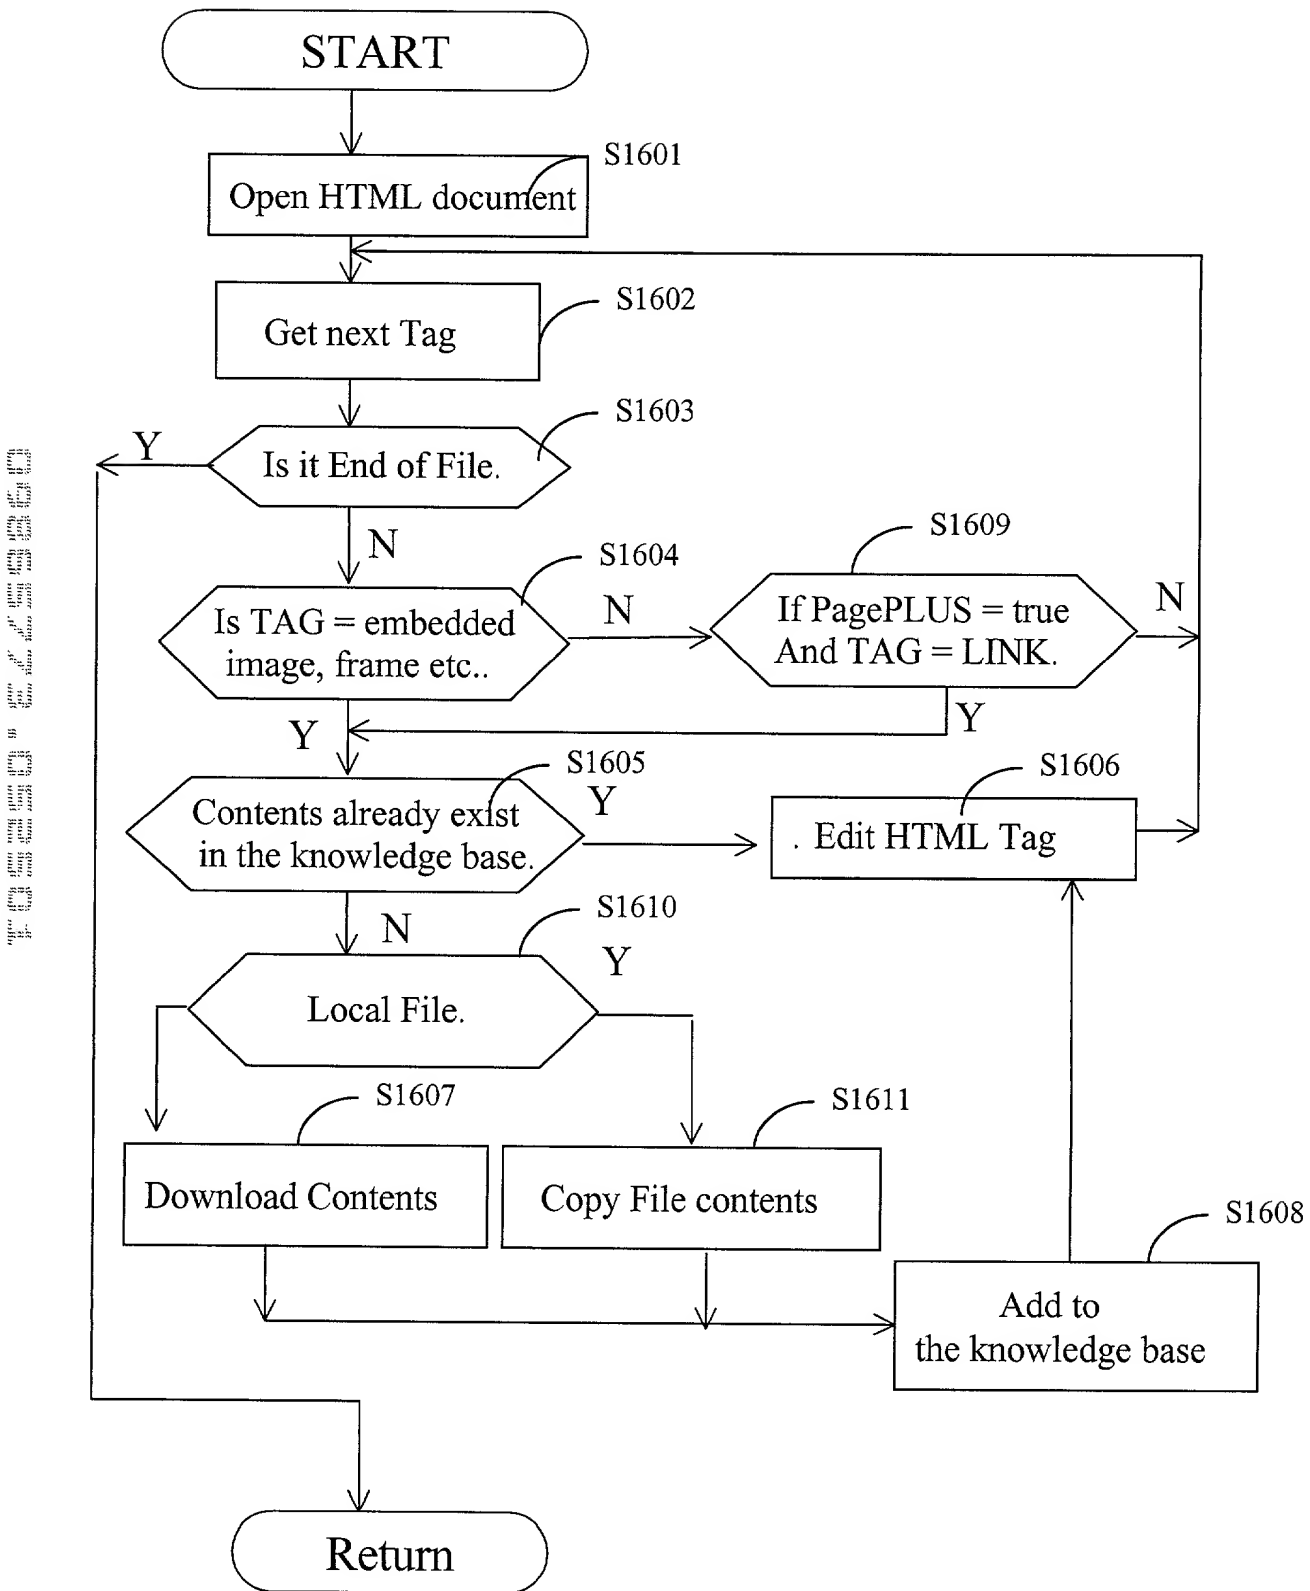 START
S1601
Open HTML document
S1602
Get next Tag
S1603
Y
Is it End of File.
N
S1604
S1609
Is TAG = embedded
image, frame etc..
N
If PagePLUS = true
And TAG = LINK.
N
Y
Y
S1605
S1606
Contents already exist
in the knowledge base.
Y
. Edit HTML Tag
N
S1610
Y
Local File.
S1607
S1611
Download Contents
Copy File contents
S1608
Add to
the knowledge base
Return